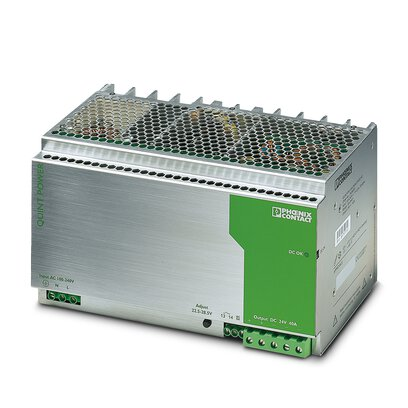 QUINT POWER
PHŒNIX
CONTACT
DC OK
Input AC 100-240V
N L
Adjust
22.5-28.5V
13 14
Output DC 24V 40A
+ + - - -